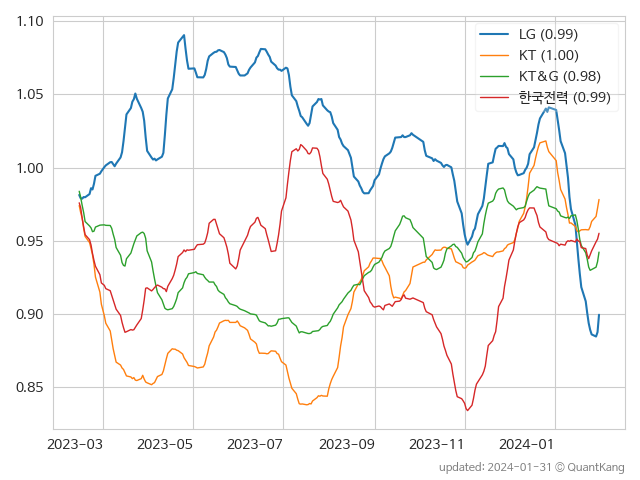 1.10
1.05
1.00
0.95
0.90
0.85
LG (0.99)
KT (1.00)
KT&G (0.98)
한국전력 (0.99)
2023-03 2023-05 2023-07 2023-09 2023-11 2024-01
updated: 2024-01-31 © QuantKang